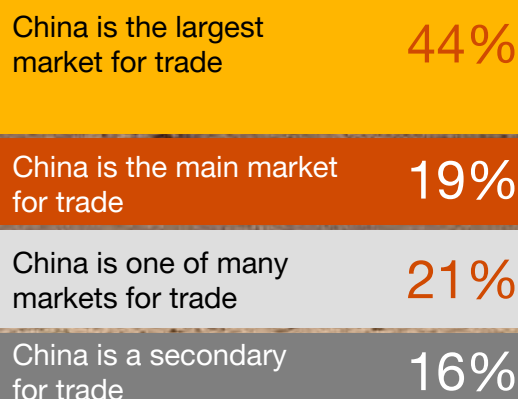 China is the largest
market for trade
44%
China is the main market
for trade
19%
China is one of many
markets for trade
21%
China is a secondary
for trade
16%